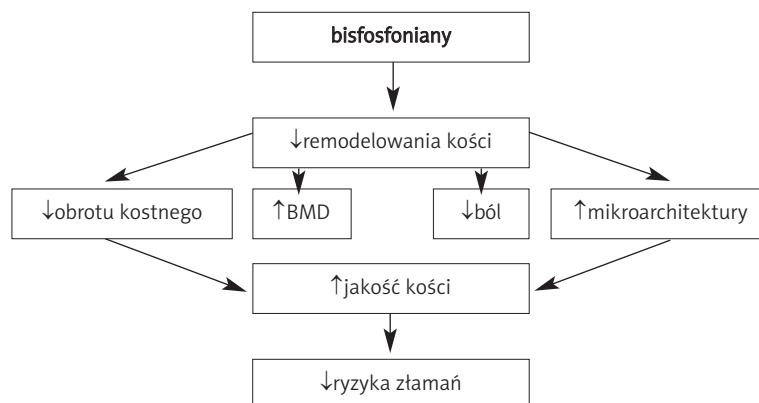 bisfosfoniany
↓remodelowania kości
↓obrotu kostnego
↑BMD
↓ból
↑mikroarchitektury
↑jakość kości
↓ryzyka złamań